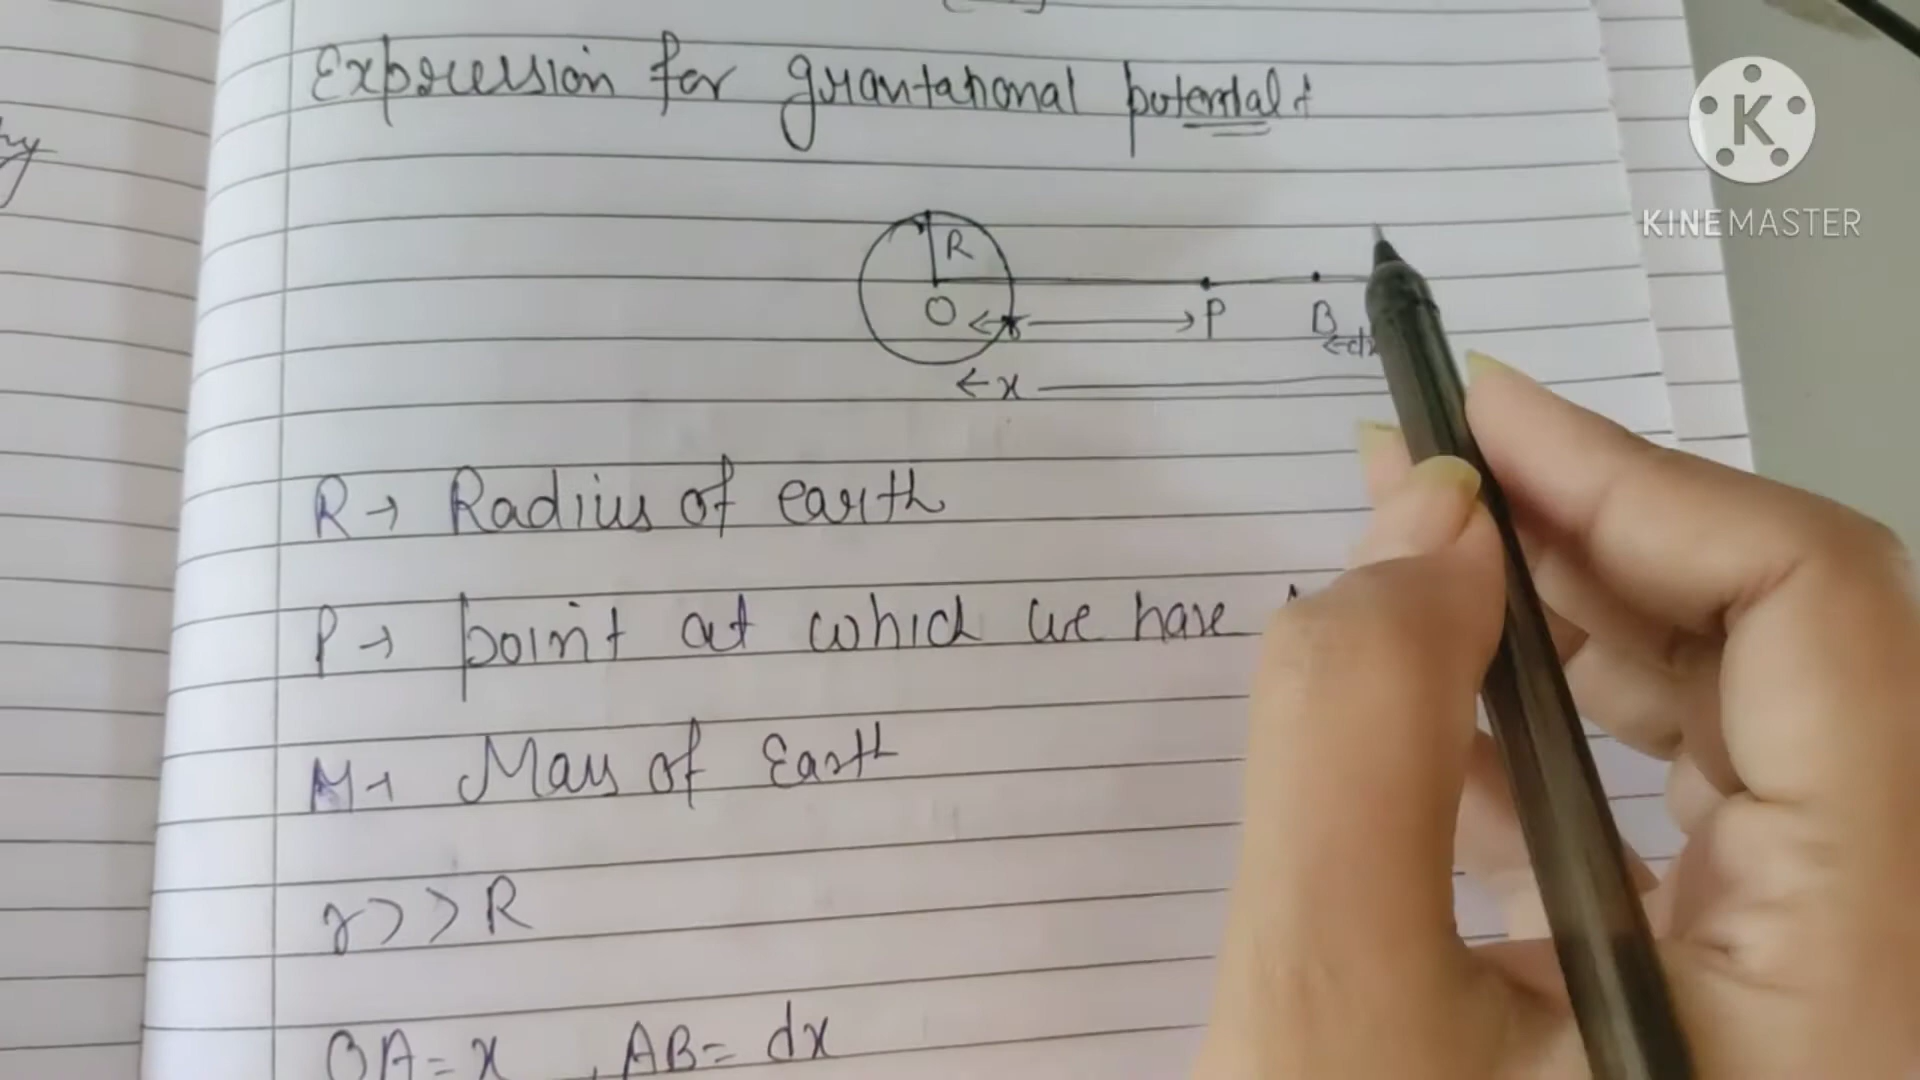 Expression for gravitational potential :
K
KINEMASTER
R
O
r
P
B
dx
x
R → Radius of earth
P → point at which we have
M → Mass of Earth
r >> R
OA = x , AB = dx